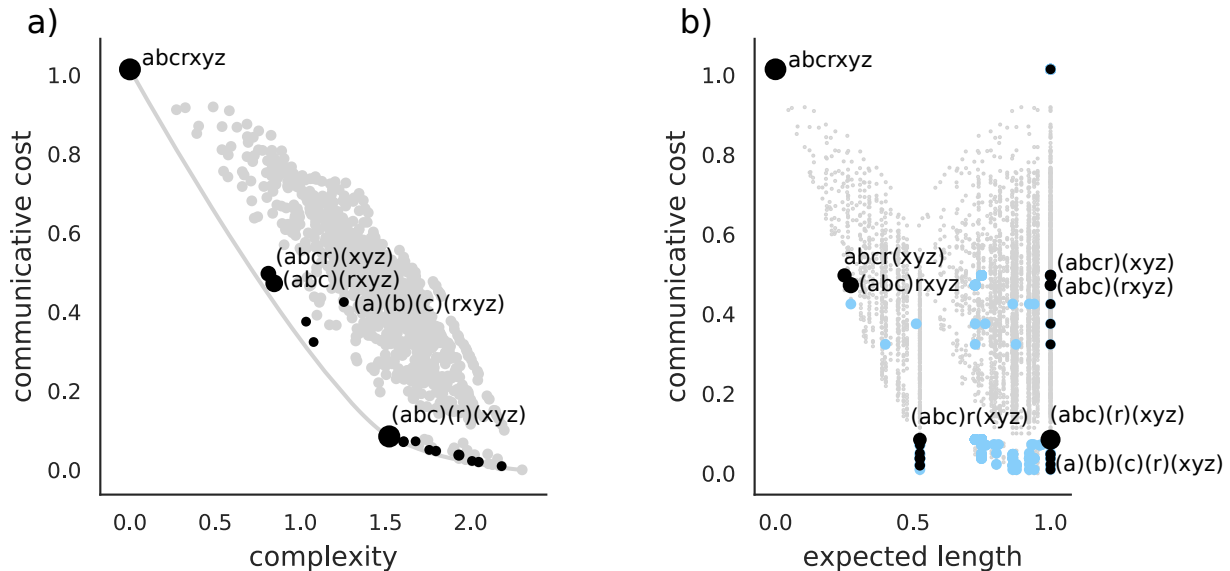 a)
communicative cost
1.0
0.8
0.6
0.4
0.2
0.0
abcrxyz
(abcr)(xyz)
(abc)(rxyz)
(a)(b)(c)(rxyz)
(abc)(r)(xyz)
0.0 0.5 1.0 1.5 2.0
complexity
b)
communicative cost
1.0
0.8
0.6
0.4
0.2
0.0
abcrxyz
abcr(xyz)
(abc)rxyz
(abcr)(xyz)
(abc)(rxyz)
(abc)r(xyz)
(abc)(r)(xyz)
(a)(b)(c)(r)(xyz)
0.0 0.5 1.0
expected length